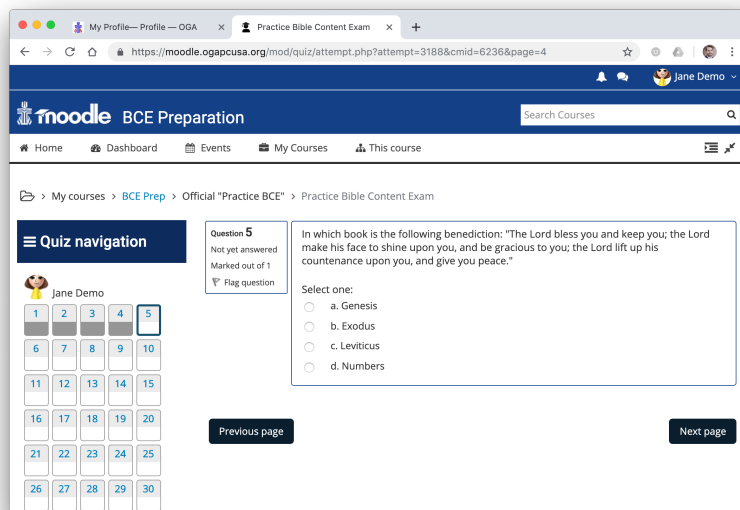 My Profile— Profile — OGA
Practice Bible Content Exam
https://moodle.ogapcusa.org/mod/quiz/attempt.php?attempt=3188&cmid=6236&page=4
Jane Demo
moodle BCE Preparation
Search Courses
Home Dashboard Events My Courses This course
My courses > BCE Prep > Official "Practice BCE" > Practice Bible Content Exam
Quiz navigation
Jane Demo
1 2 3 4 5
6 7 8 9 10
11 12 13 14 15
16 17 18 19 20
21 22 23 24 25
26 27 28 29 30
Question 5
Not yet answered
Marked out of 1
Flag question
In which book is the following benediction: "The Lord bless you and keep you; the Lord
make his face to shine upon you, and be gracious to you; the Lord lift up his
countenance upon you, and give you peace."
Select one:
a. Genesis
b. Exodus
c. Leviticus
d. Numbers
Previous page
Next page